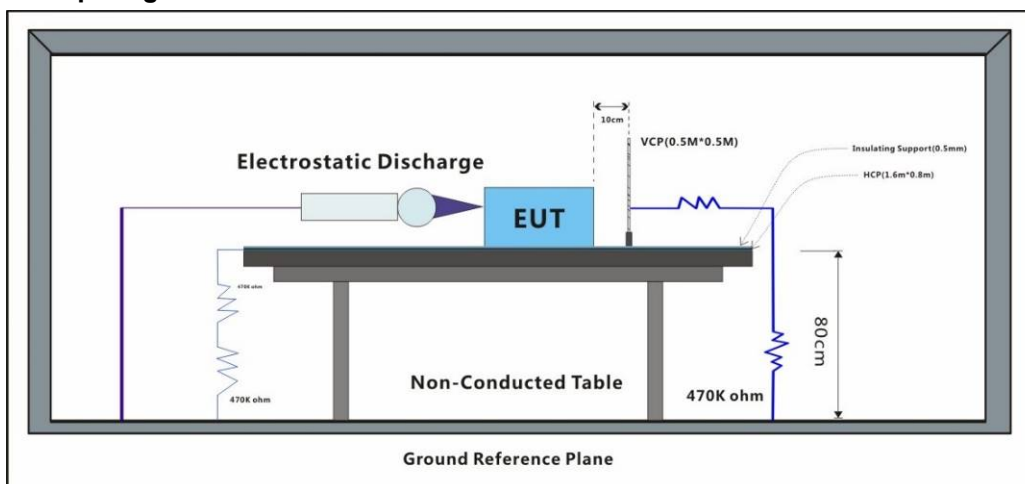 10cm
VCP(0.5M*0.5M)
Insulating Support(0.5mm)
Electrostatic Discharge
HCP(1.6m*0.8m)
EUT
470K ohm
80cm
Non-Conducted Table
470K ohm
470K ohm
Ground Reference Plane